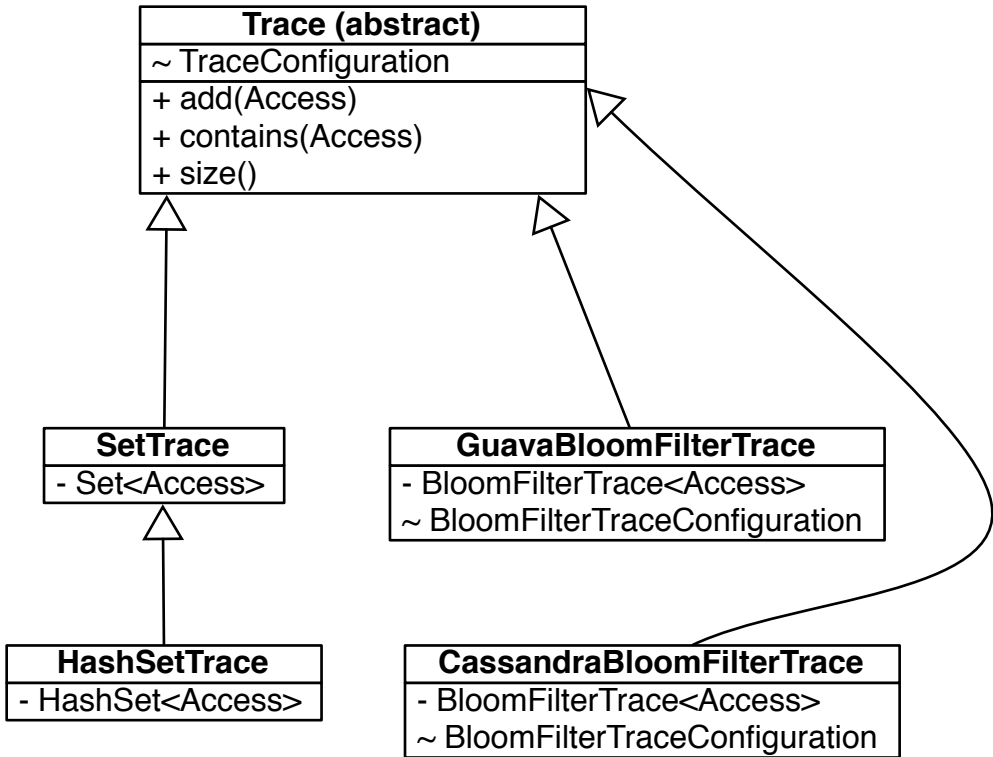 Trace (abstract)
~ TraceConfiguration
+ add(Access)
+ contains(Access)
+ size()
SetTrace
- Set<Access>
GuavaBloomFilterTrace
- BloomFilterTrace<Access>
~ BloomFilterTraceConfiguration
HashSetTrace
- HashSet<Access>
CassandraBloomFilterTrace
- BloomFilterTrace<Access>
~ BloomFilterTraceConfiguration